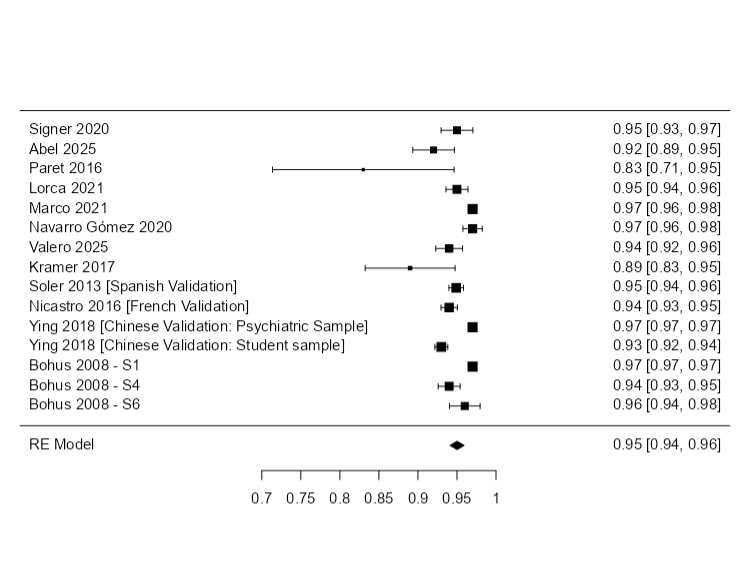 Signer 2020 0.95 [0.93, 0.97]
Abel 2025 0.92 [0.89, 0.95]
Paret 2016 0.83 [0.71, 0.95]
Lorca 2021 0.95 [0.94, 0.96]
Marco 2021 0.97 [0.96, 0.98]
Navarro Gómez 2020 0.97 [0.96, 0.98]
Valero 2025 0.94 [0.92, 0.96]
Kramer 2017 0.89 [0.83, 0.95]
Soler 2013 [Spanish Validation] 0.95 [0.94, 0.96]
Nicastro 2016 [French Validation] 0.94 [0.93, 0.95]
Ying 2018 [Chinese Validation: Psychiatric Sample] 0.97 [0.97, 0.97]
Ying 2018 [Chinese Validation: Student sample] 0.93 [0.92, 0.94]
Bohus 2008 - S1 0.97 [0.97, 0.97]
Bohus 2008 - S4 0.94 [0.93, 0.95]
Bohus 2008 - S6 0.96 [0.94, 0.98]
RE Model 0.95 [0.94, 0.96]
0.7 0.75 0.8 0.85 0.9 0.95 1